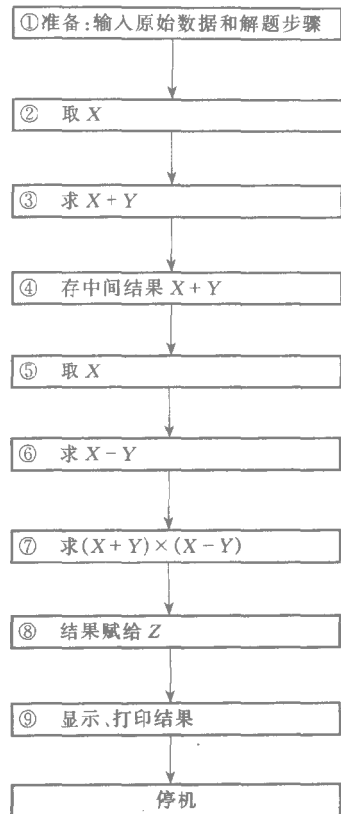 ①准备:输入原始数据和解题步骤
② 取 X
③ 求 X + Y
④ 存中间结果 X + Y
⑤ 取 X
⑥ 求 X - Y
⑦ 求(X + Y) × (X - Y)
⑧ 结果赋给 Z
⑨ 显示、打印结果
停机